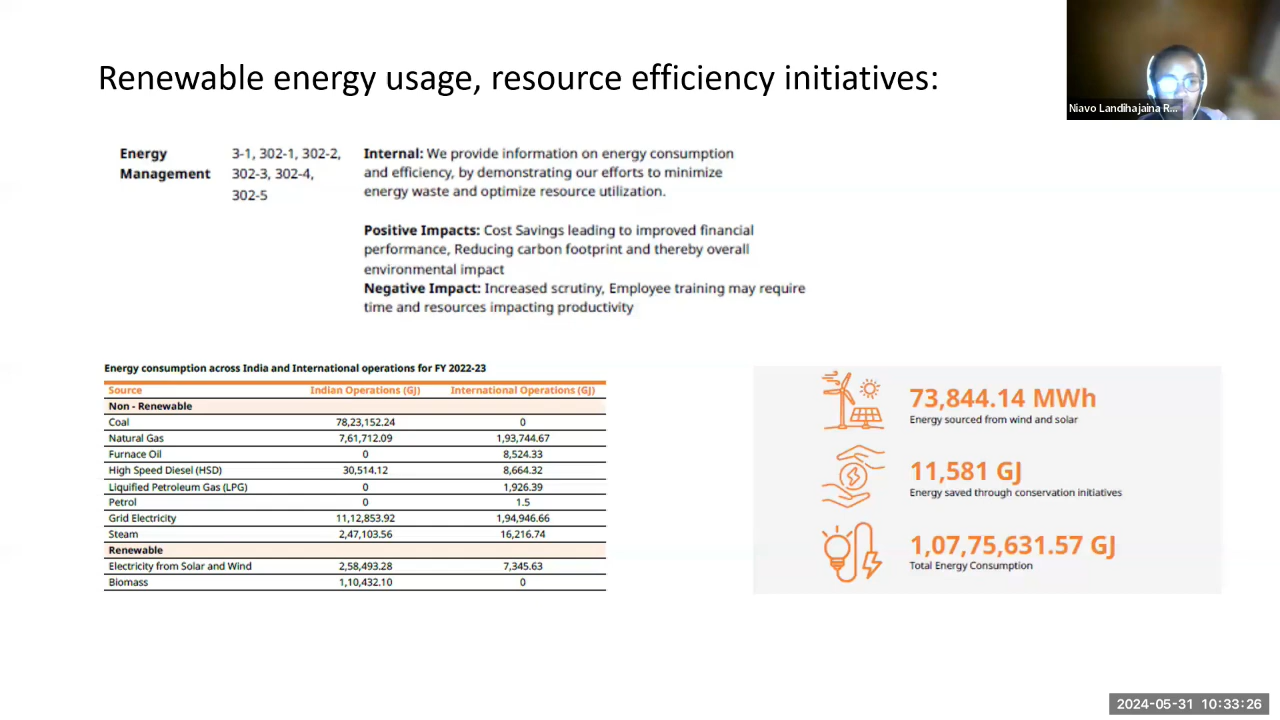 Renewable energy usage, resource efficiency initiatives:
Niavo Landihajaina R...
Energy Management
3-1, 302-1, 302-2,
302-3, 302-4,
302-5
Internal: We provide information on energy consumption
and efficiency, by demonstrating our efforts to minimize
energy waste and optimize resource utilization.
Positive Impacts: Cost Savings leading to improved financial
performance, Reducing carbon footprint and thereby overall
environmental impact
Negative Impact: Increased scrutiny, Employee training may require
time and resources impacting productivity
Energy consumption across India and International operations for FY 2022-23
Source Indian Operations (GJ) International Operations (GJ)
Non - Renewable
Coal 78,23,152.24 0
Natural Gas 7,61,712.09 1,93,744.67
Furnace Oil 0 8,524.33
High Speed Diesel (HSD) 30,514.12 8,664.32
Liquified Petroleum Gas (LPG) 0 1,926.39
Petrol 0 1.5
Grid Electricity 11,12,853.92 1,94,946.66
Steam 2,47,103.56 16,216.74
Renewable
Electricity from Solar and Wind 2,58,493.28 7,345.63
Biomass 1,10,432.10 0
73,844.14 MWh
Energy sourced from wind and solar
11,581 GJ
Energy saved through conservation initiatives
1,07,75,631.57 GJ
Total Energy Consumption
2024-05-31 10:33:26